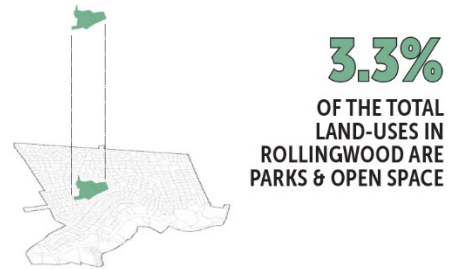 3.3%
OF THE TOTAL
LAND-USES IN
ROLLINGWOOD ARE
PARKS & OPEN SPACE